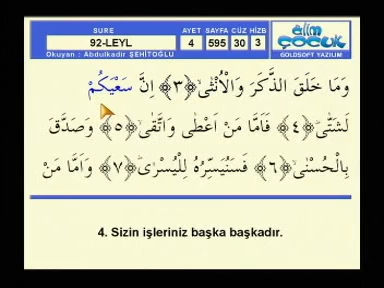 SURE AYET SAYFA CÜZ HİZB
92-LEYL 4 595 30 3
Okuyan : Abdulkadir ŞEHİTOĞLU
elim
ÇOCUK
GOLDSOFT YAZILIM
وَمَا خَلَقَ الذَّكَرَ وَالْاُنْثٰىۙ ﴿٣﴾ اِنَّ سَعْيَكُمْ
لَشَتّٰىۜ ﴿٤﴾ فَاَمَّا مَنْ اَعْطٰى وَاتَّقٰىۙ ﴿٥﴾ وَصَدَّقَ
بِالْحُسْنٰىۙ ﴿٦﴾ فَسَنُيَسِّرُهُ لِلْيُسْرٰىۜ ﴿٧﴾ وَاَمَّا مَنْ
4. Sizin işleriniz başka başkadır.